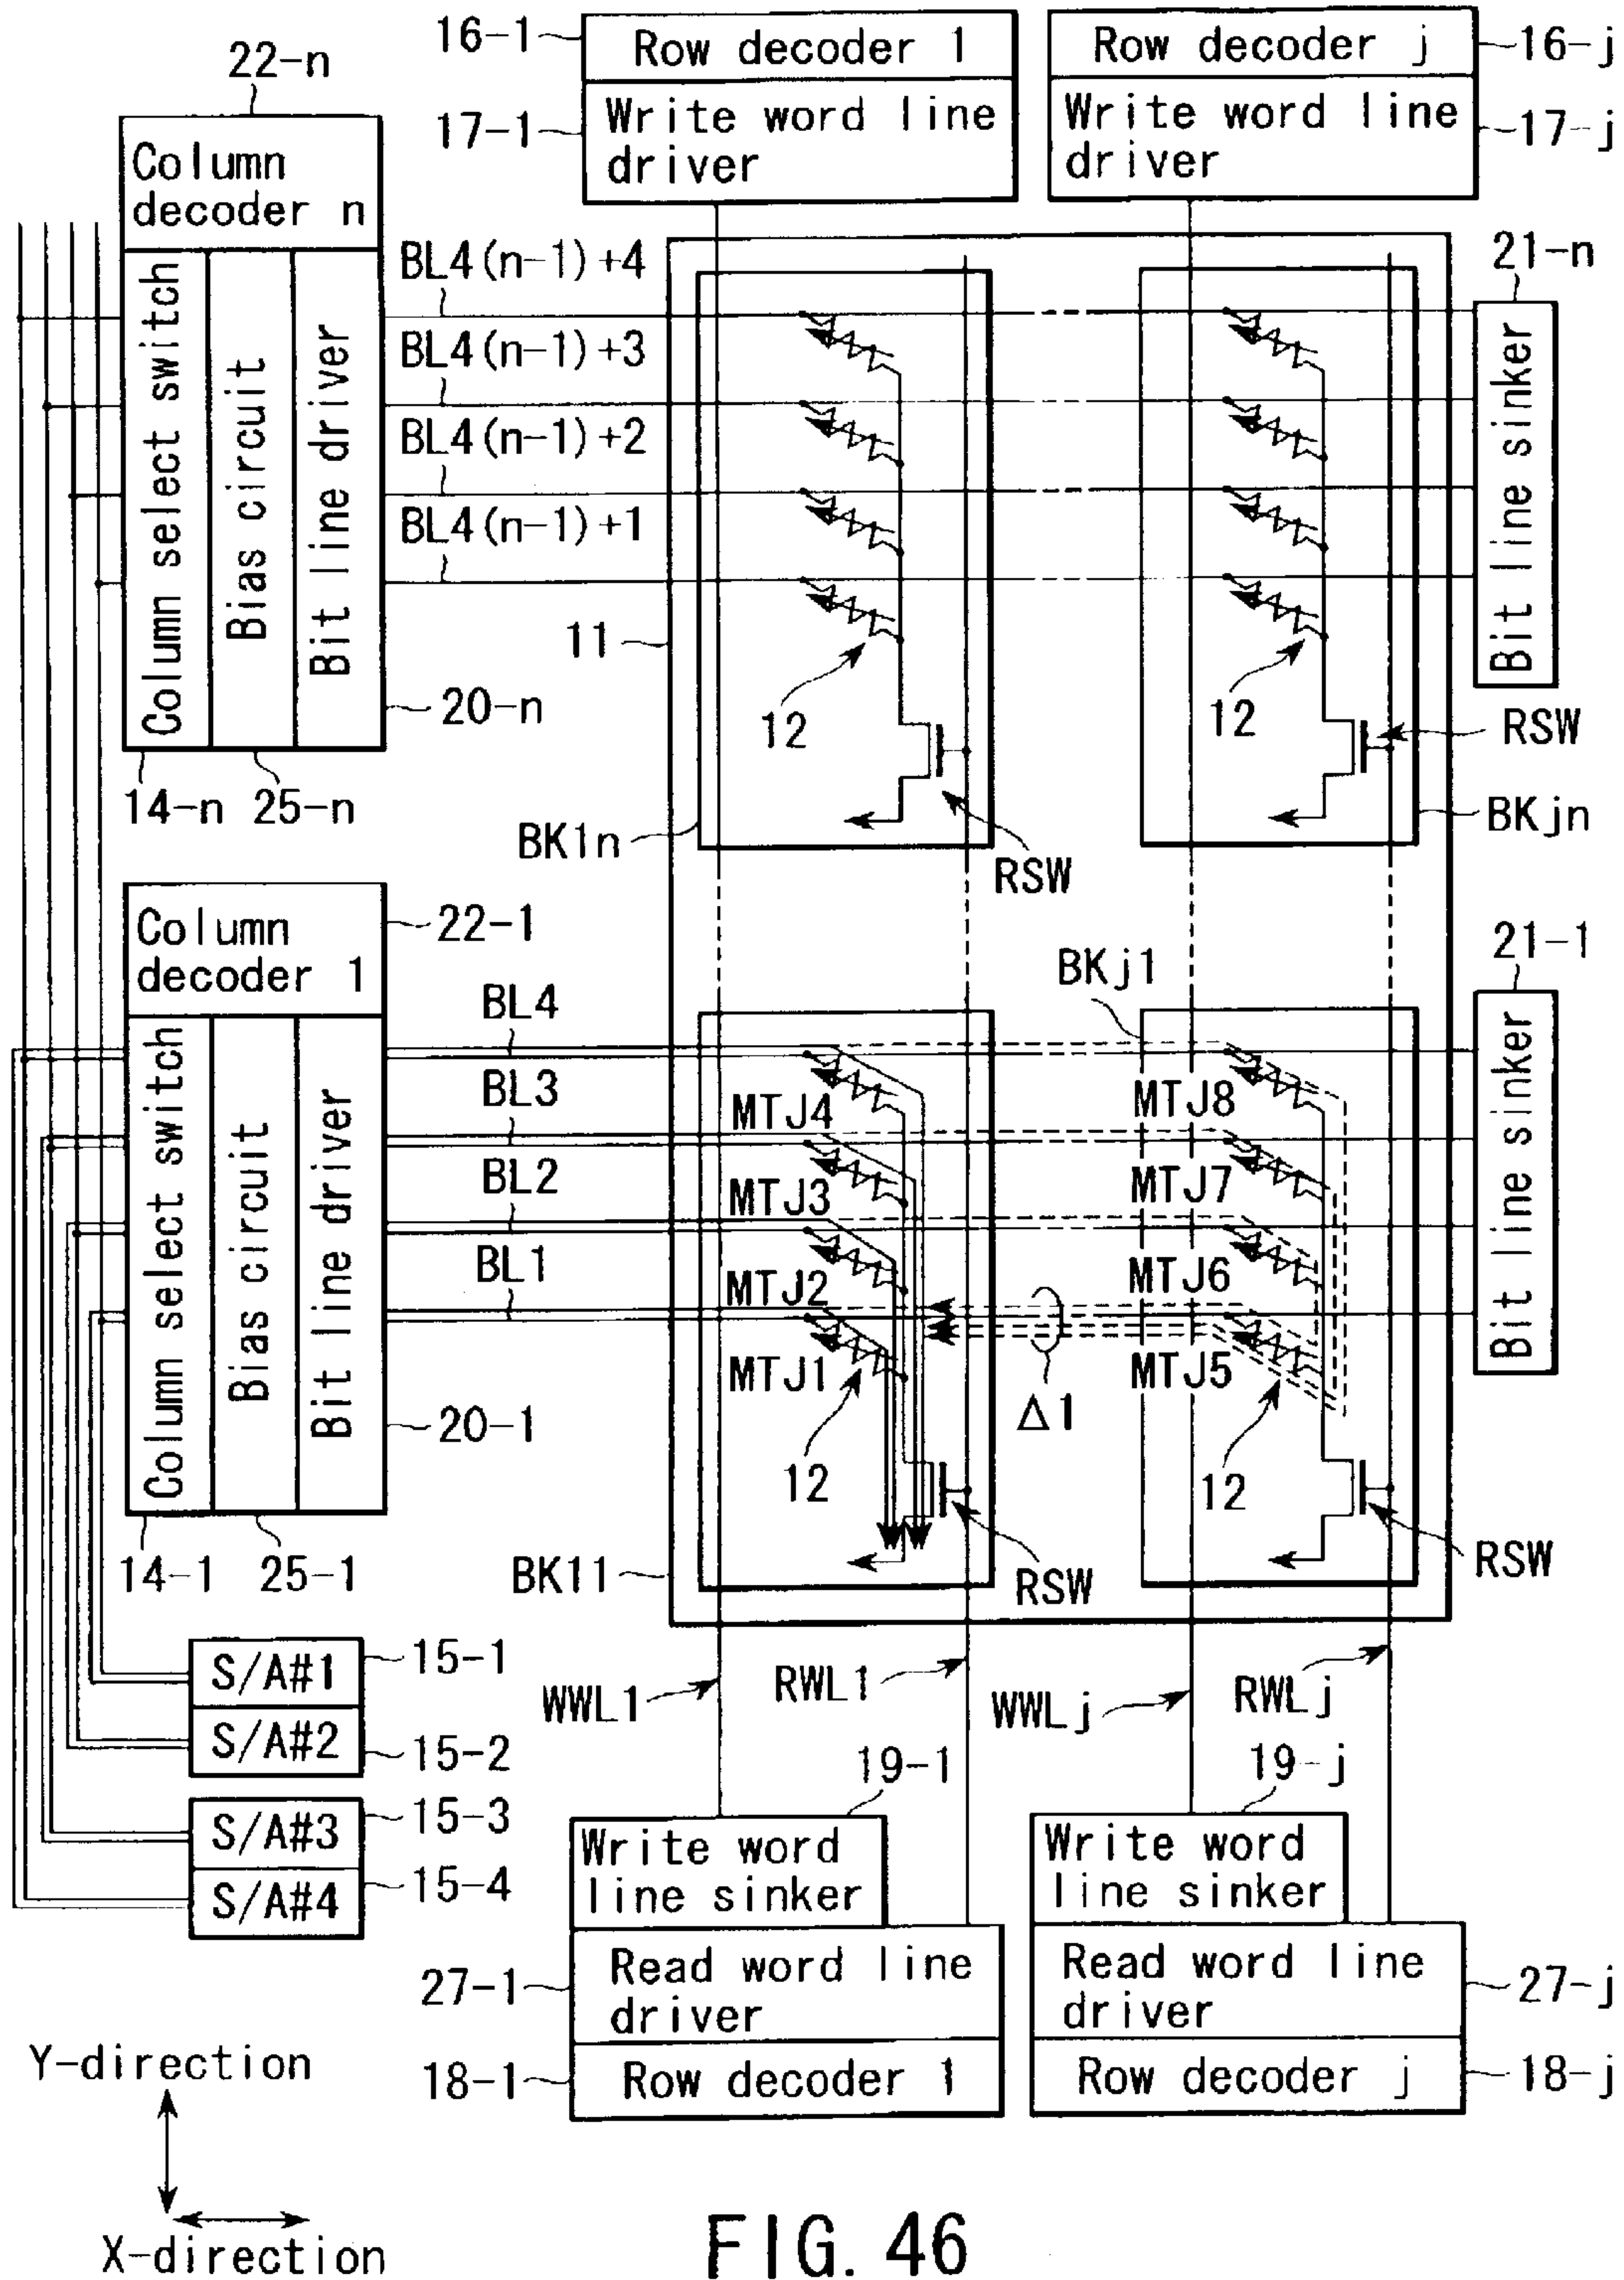 16-1
Row decoder 1
Row decoder j
16-j
22-n
17-1
Write word line
driver
Write word line
driver
17-j
Column
decoder n
BL4(n-1)+4
21-n
BL4(n-1)+3
BL4(n-1)+2
BL4(n-1)+1
Column select switch
Bias circuit
Bit line driver
Bit line sinker
11
12
12
20-n
RSW
14-n
25-n
BK1n
RSW
BKjn
Column
decoder 1
22-1
21-1
BKj1
BL4
BL3
BL2
BL1
MTJ4
MTJ8
MTJ3
MTJ7
MTJ2
MTJ6
MTJ1
MTJ5
Column select switch
Bias circuit
Bit line driver
Bit line sinker
Δ1
20-1
12
12
14-1
25-1
BK11
RSW
RSW
S/A#1
15-1
S/A#2
15-2
S/A#3
15-3
S/A#4
15-4
WWL1
RWL1
WWLj
RWLj
19-1
19-j
Write word
line sinker
Write word
line sinker
27-1
Read word line
driver
Read word line
driver
27-j
18-1
Row decoder 1
Row decoder j
18-j
Y-direction
X-direction
FIG. 46